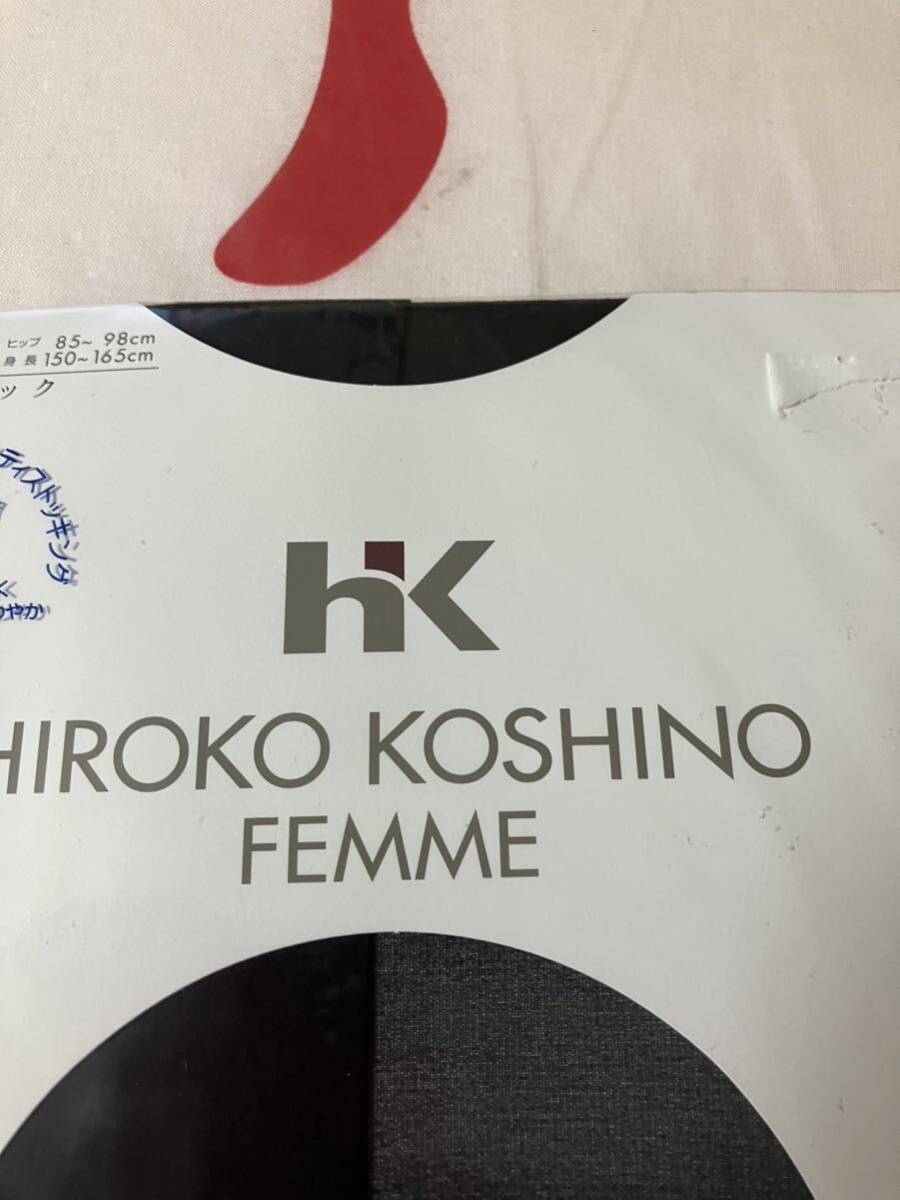 ヒップ 85~ 98cm
身長 150~165cm
ック
ティストッキング
やか
hK
HIROKO KOSHINO
FEMME